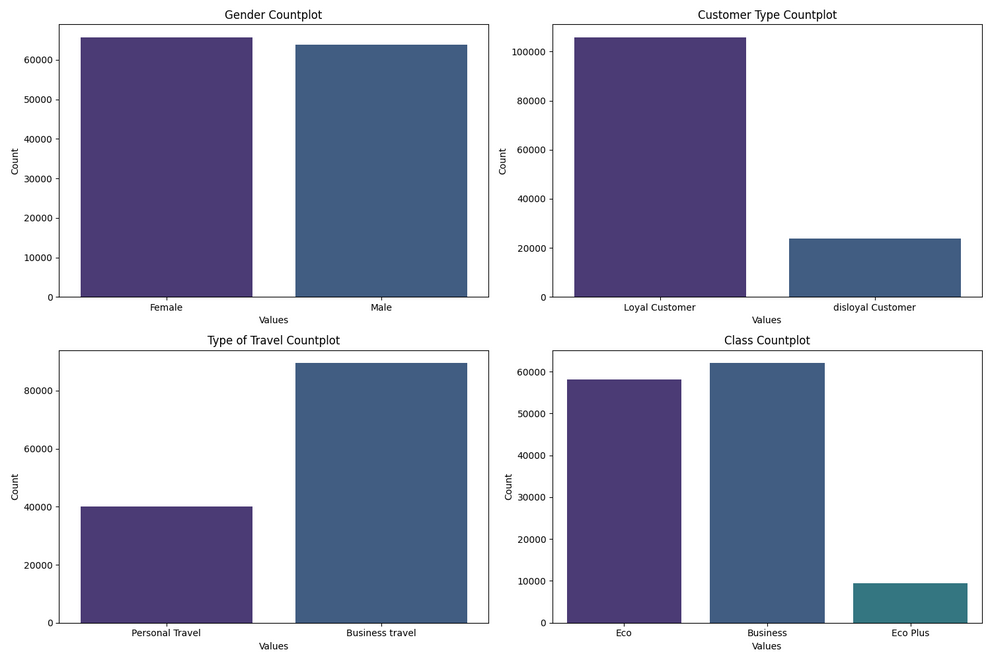 Gender Countplot
Count
60000
50000
40000
30000
20000
10000
0
Female Male
Values
Customer Type Countplot
Count
100000
80000
60000
40000
20000
0
Loyal Customer disloyal Customer
Values
Type of Travel Countplot
Count
80000
60000
40000
20000
0
Personal Travel Business travel
Values
Class Countplot
Count
60000
50000
40000
30000
20000
10000
0
Eco Business Eco Plus
Values